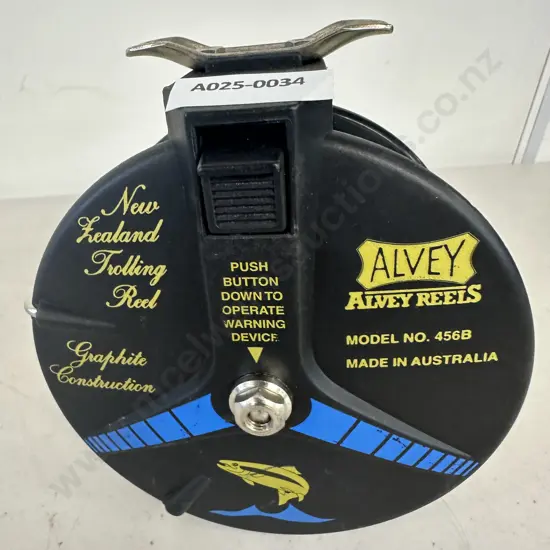 A025-0034
New
Zealand
Trolling
Reel
Graphite
Construction
PUSH
BUTTON
DOWN TO
OPERATE
WARNING
DEVICE
ALVEY
ALVEY REELS
MODEL NO. 456B
MADE IN AUSTRALIA